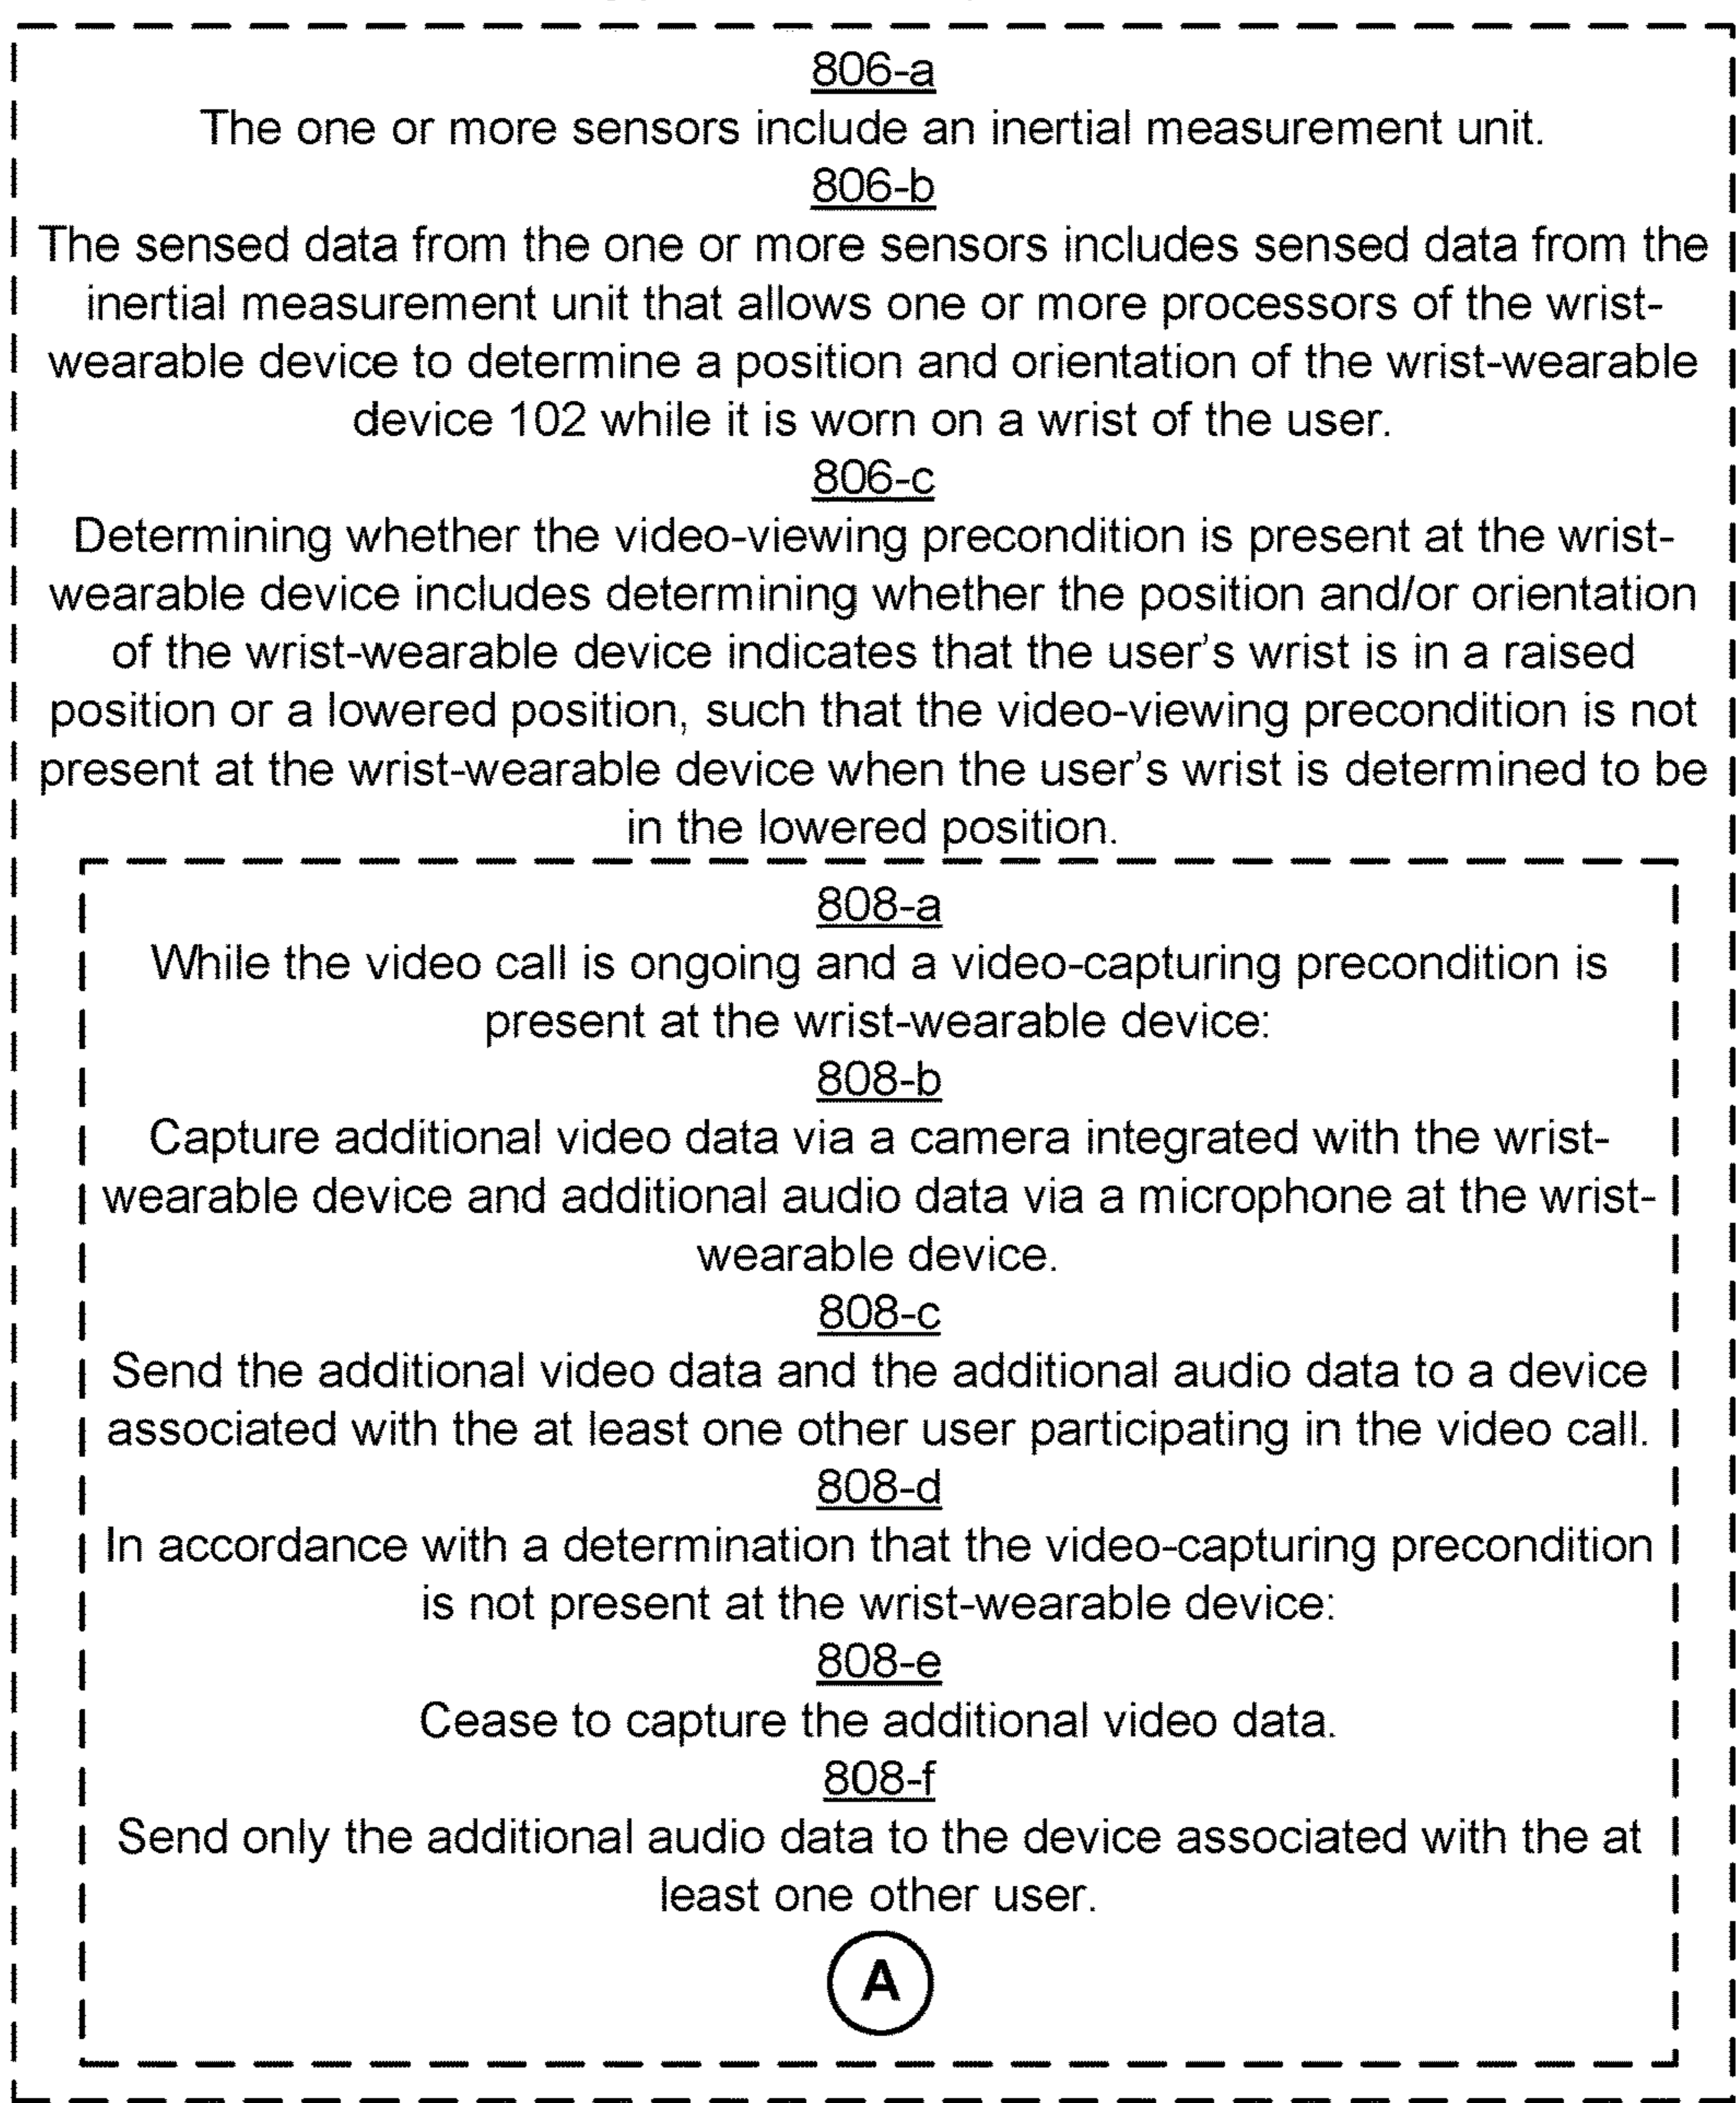 806-a
The one or more sensors include an inertial measurement unit.
806-b
The sensed data from the one or more sensors includes sensed data from the
inertial measurement unit that allows one or more processors of the wrist-
wearable device to determine a position and orientation of the wrist-wearable
device 102 while it is worn on a wrist of the user.
806-c
Determining whether the video-viewing precondition is present at the wrist-
wearable device includes determining whether the position and/or orientation
of the wrist-wearable device indicates that the user's wrist is in a raised
position or a lowered position, such that the video-viewing precondition is not
present at the wrist-wearable device when the user's wrist is determined to be
in the lowered position.
808-a
While the video call is ongoing and a video-capturing precondition is
present at the wrist-wearable device:
808-b
Capture additional video data via a camera integrated with the wrist-
wearable device and additional audio data via a microphone at the wrist-
wearable device.
808-c
Send the additional video data and the additional audio data to a device
associated with the at least one other user participating in the video call.
808-d
In accordance with a determination that the video-capturing precondition
is not present at the wrist-wearable device:
808-e
Cease to capture the additional video data.
808-f
Send only the additional audio data to the device associated with the at
least one other user.
A